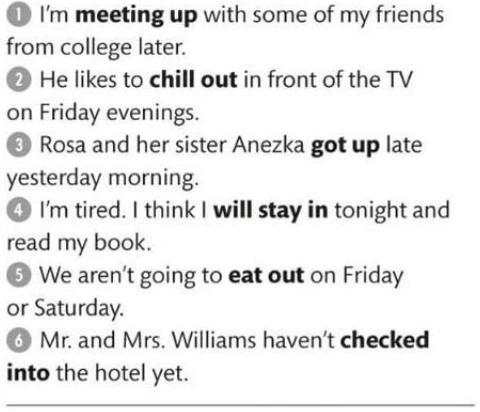 1 I'm meeting up with some of my friends
from college later.
2 He likes to chill out in front of the TV
on Friday evenings.
3 Rosa and her sister Anezka got up late
yesterday morning.
4 I'm tired. I think I will stay in tonight and
read my book.
5 We aren't going to eat out on Friday
or Saturday.
6 Mr. and Mrs. Williams haven't checked
into the hotel yet.